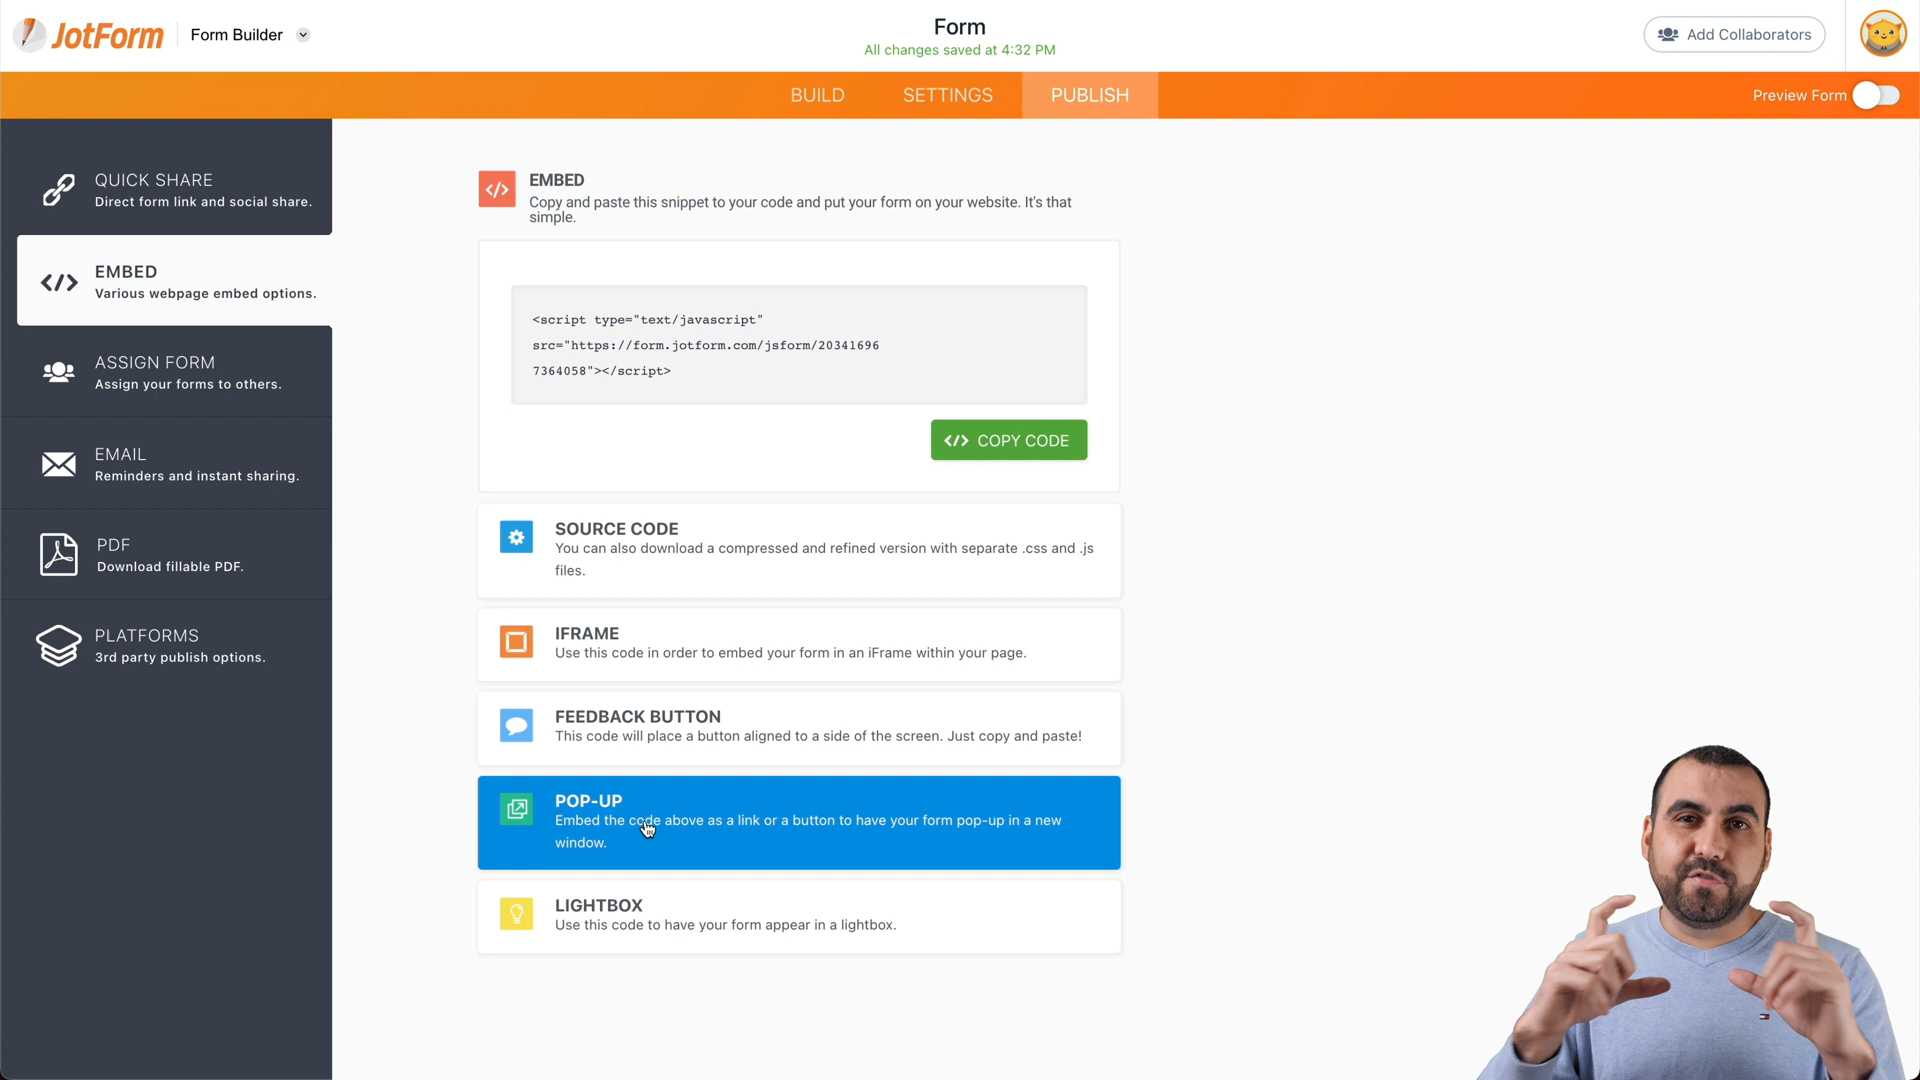 JotForm
Form Builder
Form
All changes saved at 4:32 PM
Add Collaborators
BUILD
SETTINGS
PUBLISH
Preview Form
QUICK SHARE
Direct form link and social share.
EMBED
Various webpage embed options.
ASSIGN FORM
Assign your forms to others.
EMAIL
Reminders and instant sharing.
PDF
Download fillable PDF.
PLATFORMS
3rd party publish options.
EMBED
Copy and paste this snippet to your code and put your form on your website. It's that
simple.
<script type="text/javascript"
src="https://form.jotform.com/jsform/20341696
7364058"></script>
</> COPY CODE
SOURCE CODE
You can also download a compressed and refined version with separate .css and .js
files.
IFRAME
Use this code in order to embed your form in an iFrame within your page.
FEEDBACK BUTTON
This code will place a button aligned to a side of the screen. Just copy and paste!
POP-UP
Embed the code above as a link or a button to have your form pop-up in a new
window.
LIGHTBOX
Use this code to have your form appear in a lightbox.